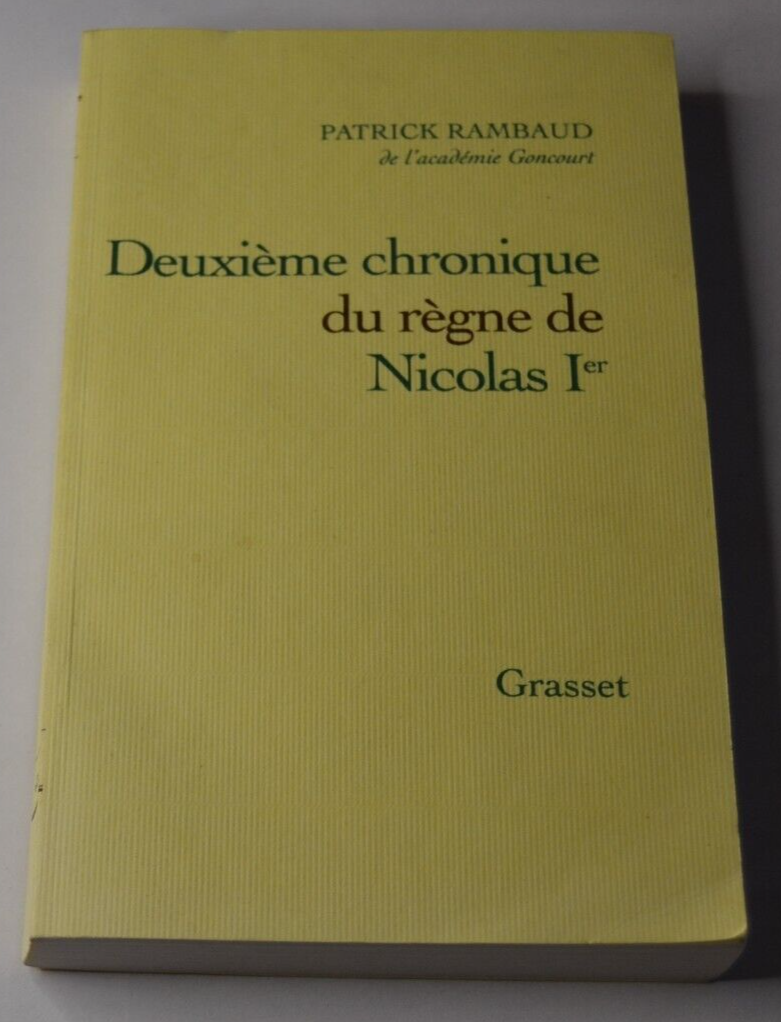 PATRICK RAMBAUD
de l'académie Goncourt
Deuxième chronique
du règne de
Nicolas Ier
Grasset